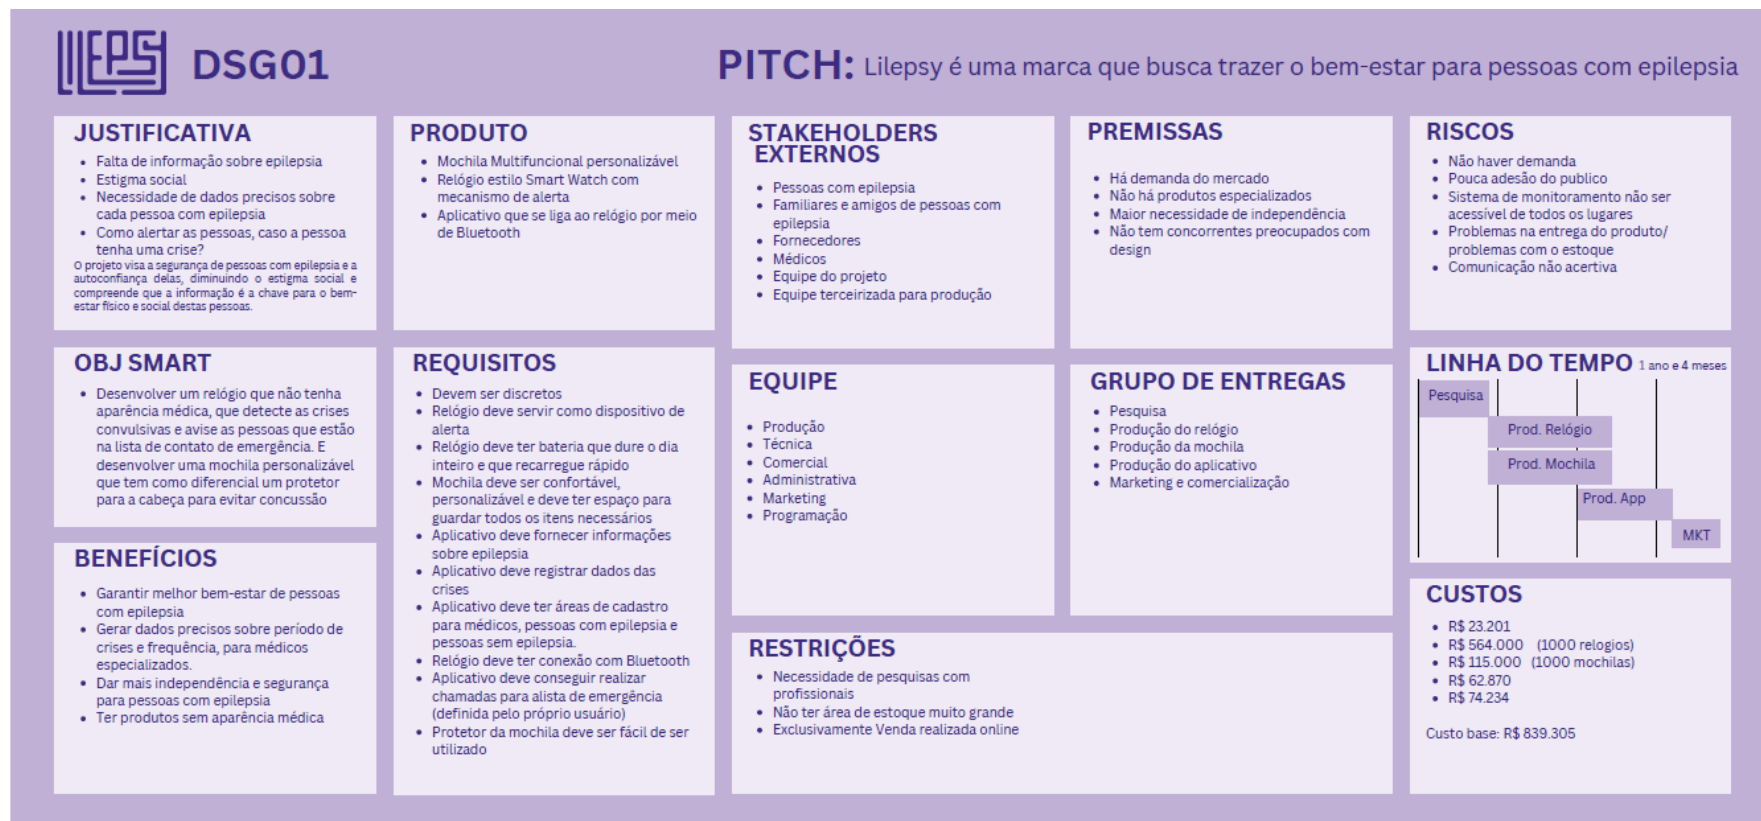 LILEPSY
DSG01
PITCH: Lilepsy é uma marca que busca trazer o bem-estar para pessoas com epilepsia
JUSTIFICATIVA
• Falta de informação sobre epilepsia
• Estigma social
• Necessidade de dados precisos sobre
cada pessoa com epilepsia
• Como alertar as pessoas, caso a pessoa
tenha uma crise?
O projeto visa a segurança de pessoas com epilepsia e a
autoconfiança delas, diminuindo o estigma social e
compreende que a informação é a chave para o bem-
estar físico e social destas pessoas.
OBJ SMART
• Desenvolver um relógio que não tenha
aparência médica, que detecte as crises
convulsivas e avise as pessoas que estão
na lista de contato de emergência. E
desenvolver uma mochila personalizável
que tem como diferencial um protetor
para a cabeça para evitar concussão
BENEFÍCIOS
• Garantir melhor bem-estar de pessoas
com epilepsia
• Gerar dados precisos sobre período de
crises e frequência, para médicos
especializados.
• Dar mais independência e segurança
para pessoas com epilepsia
• Ter produtos sem aparência médica
PRODUTO
• Mochila Multifuncional personalizável
• Relógio estilo Smart Watch com
mecanismo de alerta
• Aplicativo que se liga ao relógio por meio
de Bluetooth
REQUISITOS
• Devem ser discretos
• Relógio deve servir como dispositivo de
alerta
• Relógio deve ter bateria que dure o dia
inteiro e que recarregue rápido
• Mochila deve ser confortável,
personalizável e deve ter espaço para
guardar todos os itens necessários
• Aplicativo deve fornecer informações
sobre epilepsia
• Aplicativo deve registrar dados das
crises
• Aplicativo deve ter áreas de cadastro
para médicos, pessoas com epilepsia e
pessoas sem epilepsia.
• Relógio deve ter conexão com Bluetooth
• Aplicativo deve conseguir realizar
chamadas para alista de emergência
(definida pelo próprio usuário)
• Protetor da mochila deve ser fácil de ser
utilizado
STAKEHOLDERS
EXTERNOS
• Pessoas com epilepsia
• Familiares e amigos de pessoas com
epilepsia
• Fornecedores
• Médicos
• Equipe do projeto
• Equipe terceirizada para produção
EQUIPE
• Produção
• Técnica
• Comercial
• Administrativa
• Marketing
• Programação
PREMISSAS
• Há demanda do mercado
• Não há produtos especializados
• Maior necessidade de independência
• Não tem concorrentes preocupados com
design
GRUPO DE ENTREGAS
• Pesquisa
• Produção do relógio
• Produção da mochila
• Produção do aplicativo
• Marketing e comercialização
RESTRIÇÕES
• Necessidade de pesquisas com
profissionais
• Não ter área de estoque muito grande
• Exclusivamente Venda realizada online
RISCOS
• Não haver demanda
• Pouca adesão do publico
• Sistema de monitoramento não ser
acessível de todos os lugares
• Problemas na entrega do produto/
problemas com o estoque
• Comunicação não acertiva
LINHA DO TEMPO 1 ano e 4 meses
Pesquisa
Prod. Relógio
Prod. Mochila
Prod. App
MKT
CUSTOS
• R$ 23.201
• R$ 564.000 (1000 relogios)
• R$ 115.000 (1000 mochilas)
• R$ 62.870
• R$ 74.234
Custo base: R$ 839.305